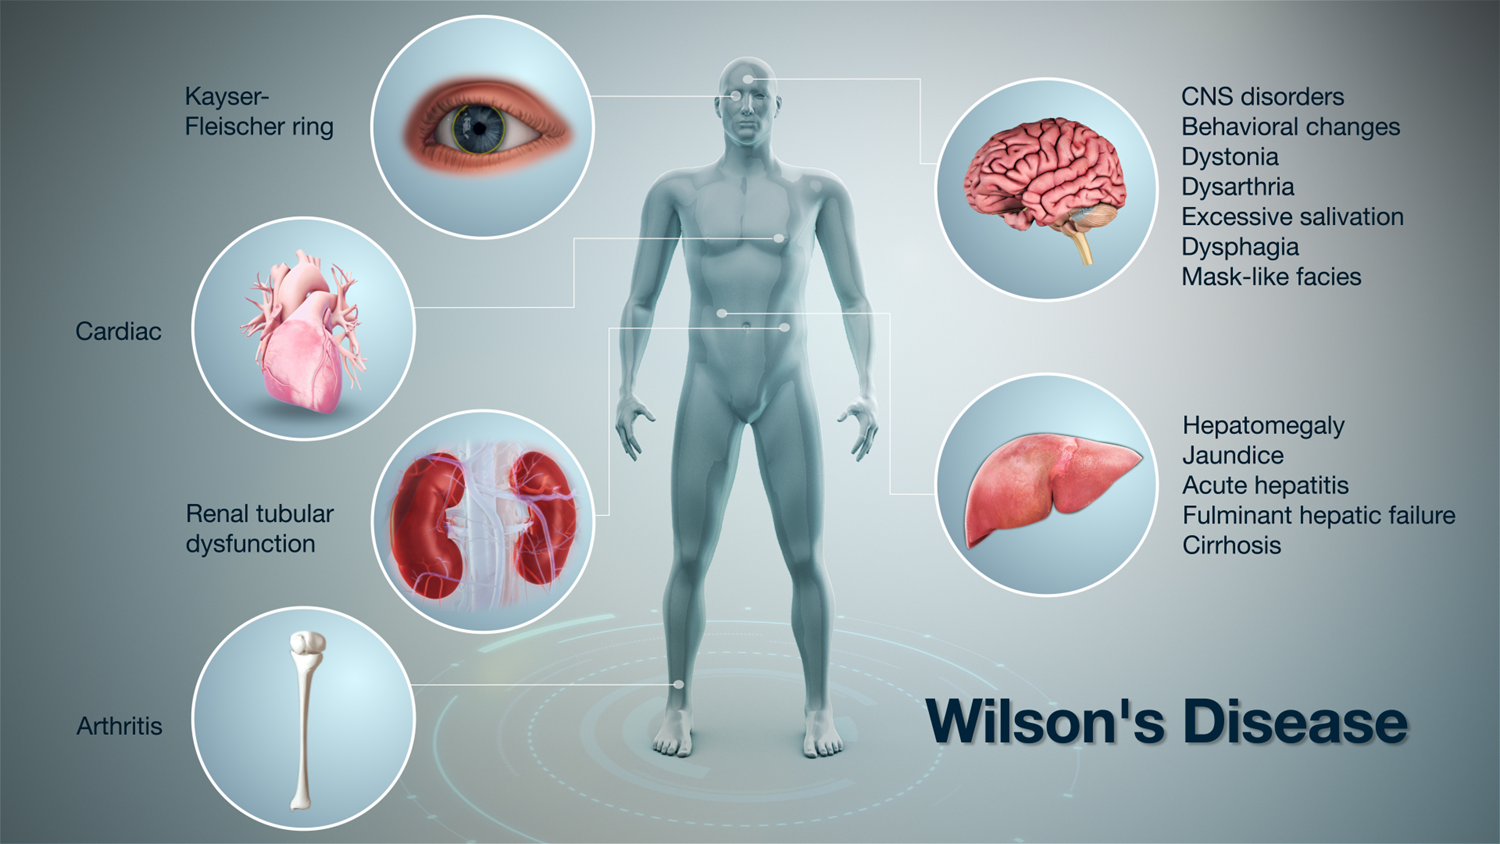 Kayser-
Fleischer ring
Cardiac
Renal tubular
dysfunction
Arthritis
CNS disorders
Behavioral changes
Dystonia
Dysarthria
Excessive salivation
Dysphagia
Mask-like facies
Hepatomegaly
Jaundice
Acute hepatitis
Fulminant hepatic failure
Cirrhosis
Wilson's Disease